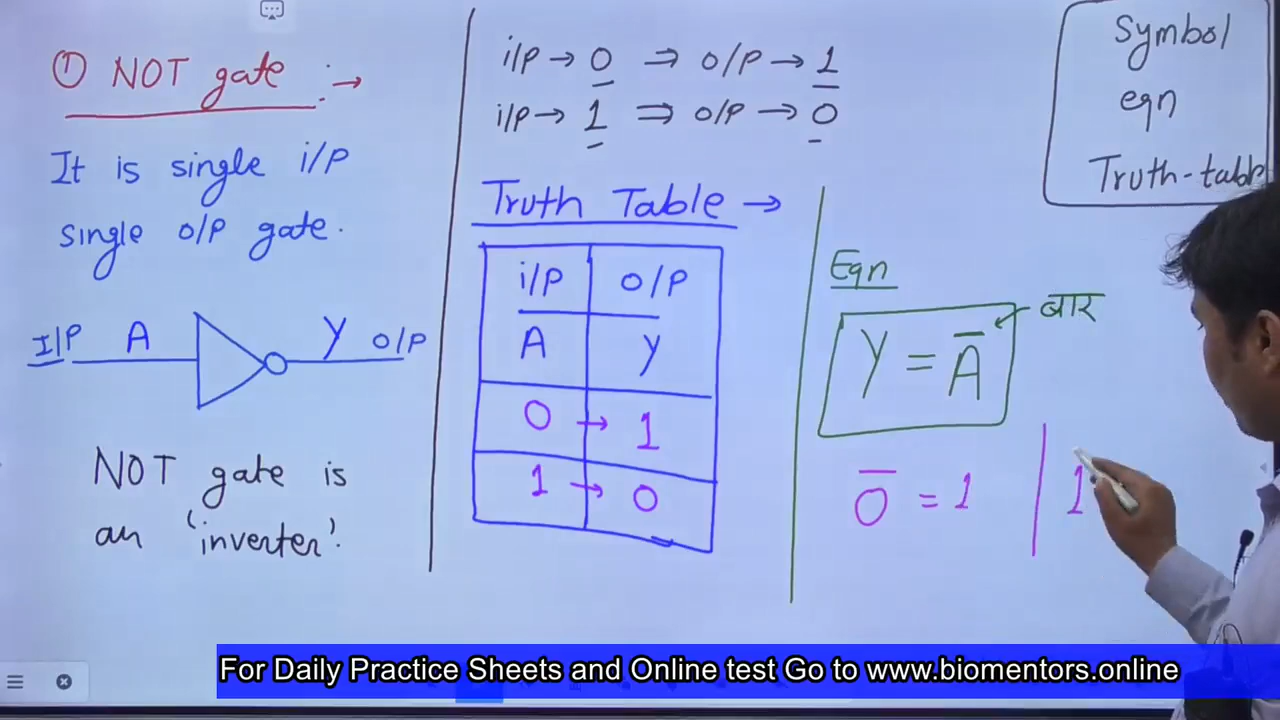 ① NOT gate :→
It is single i/p
single o/p gate.
I/P A Y O/P
NOT gate is
an 'inverter'.
i/p → 0 ⇒ o/p → 1
i/p → 1 ⇒ o/p → 0
Truth Table →
i/p o/p
A Y
0 → 1
1 → 0
Symbol
eqn
Truth-table
Eqn
Y = A̅ बार
0̅ = 1
1
For Daily Practice Sheets and Online test Go to www.biomentors.online